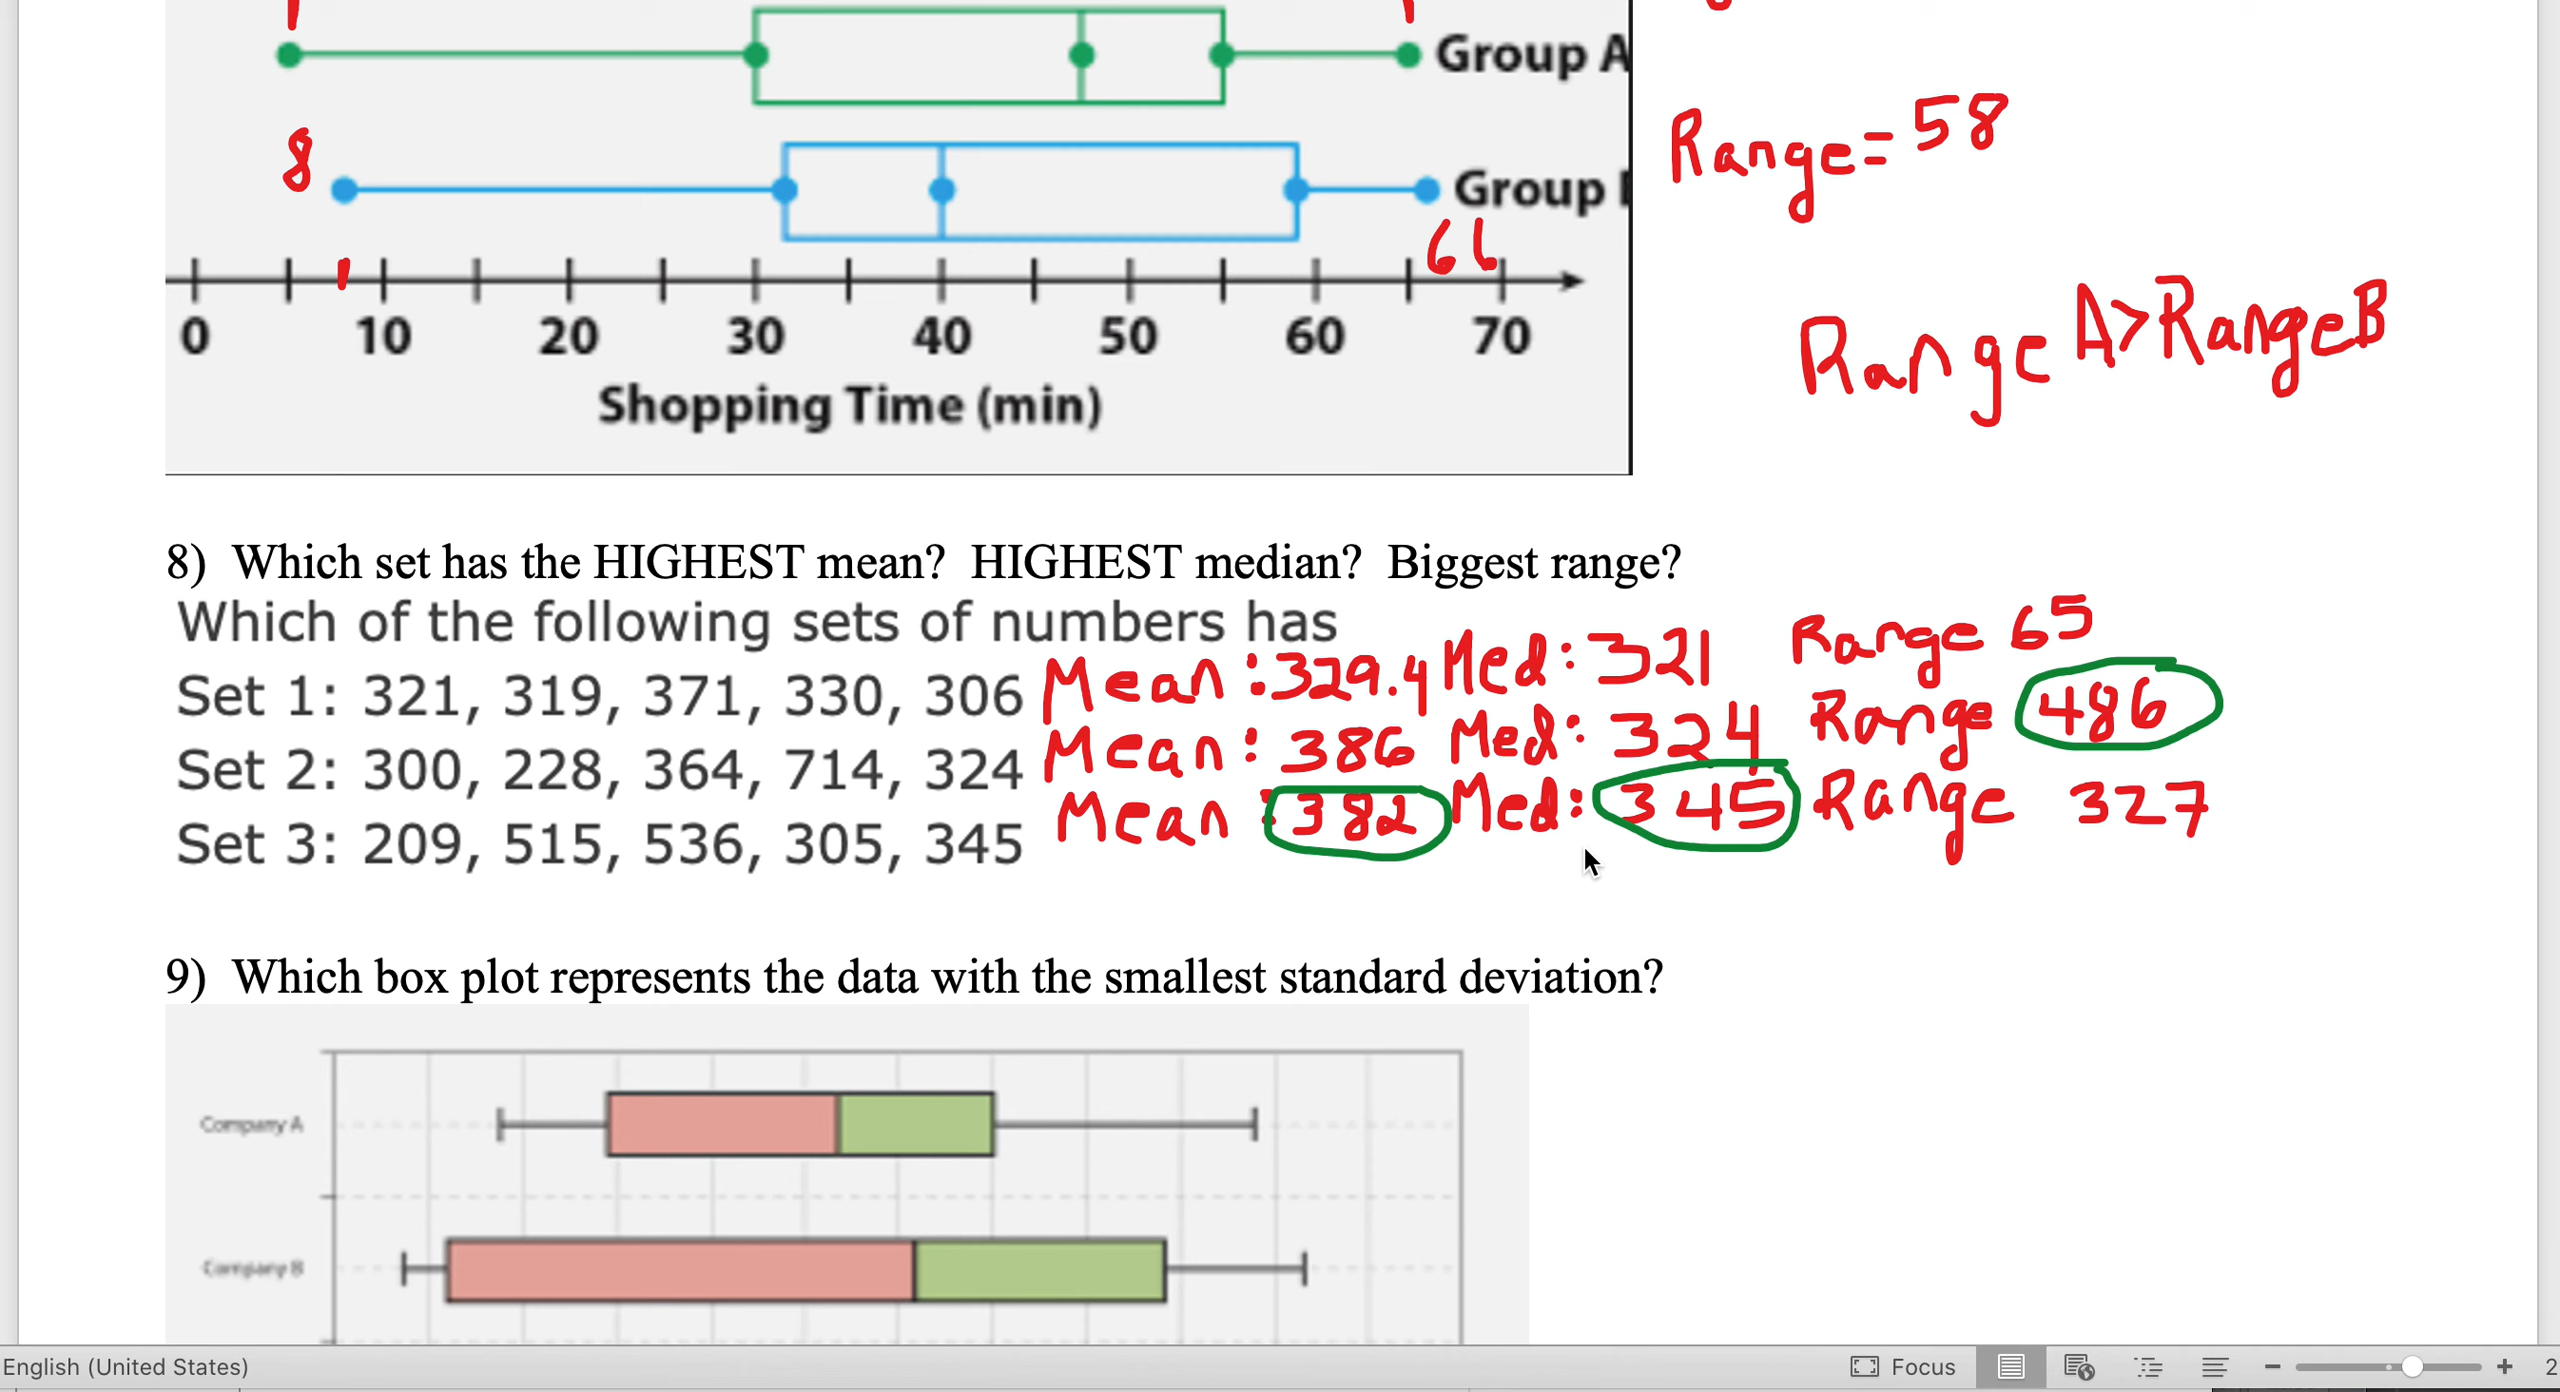 Group A
Range=58
8
Group
66
0 10 20 30 40 50 60 70
Range A>Range B
Shopping Time (min)
8) Which set has the HIGHEST mean? HIGHEST median? Biggest range?
Which of the following sets of numbers has
Set 1: 321, 319, 371, 330, 306 Mean: 329.4 Med: 321 Range 65
Set 2: 300, 228, 364, 714, 324 Mean: 386 Med: 324 Range 486
Set 3: 209, 515, 536, 305, 345 Mean: 382 Med: 345 Range 327
9) Which box plot represents the data with the smallest standard deviation?
Company A
Company B
English (United States) Focus 2